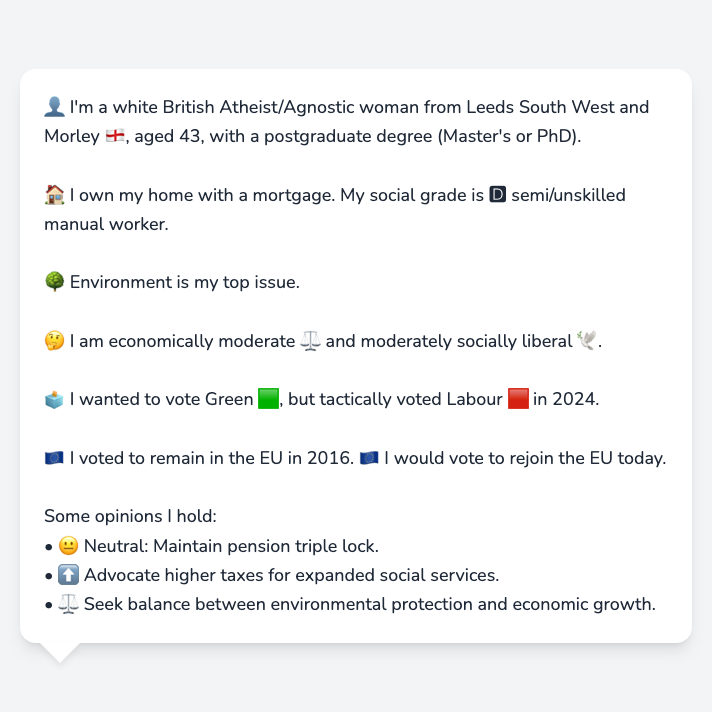 👤 I'm a white British Atheist/Agnostic woman from Leeds South West and
Morley 🏴󠁧󠁢󠁥󠁮󠁧󠁿, aged 43, with a postgraduate degree (Master's or PhD).
🏠 I own my home with a mortgage. My social grade is 🅳 semi/unskilled
manual worker.
🌳 Environment is my top issue.
🤔 I am economically moderate ⚖️ and moderately socially liberal 🕊️.
🗳️ I wanted to vote Green 🟩, but tactically voted Labour 🟥 in 2024.
🇪🇺 I voted to remain in the EU in 2016. 🇪🇺 I would vote to rejoin the EU today.
Some opinions I hold:
• 😐 Neutral: Maintain pension triple lock.
• ⬆️ Advocate higher taxes for expanded social services.
• ⚖️ Seek balance between environmental protection and economic growth.